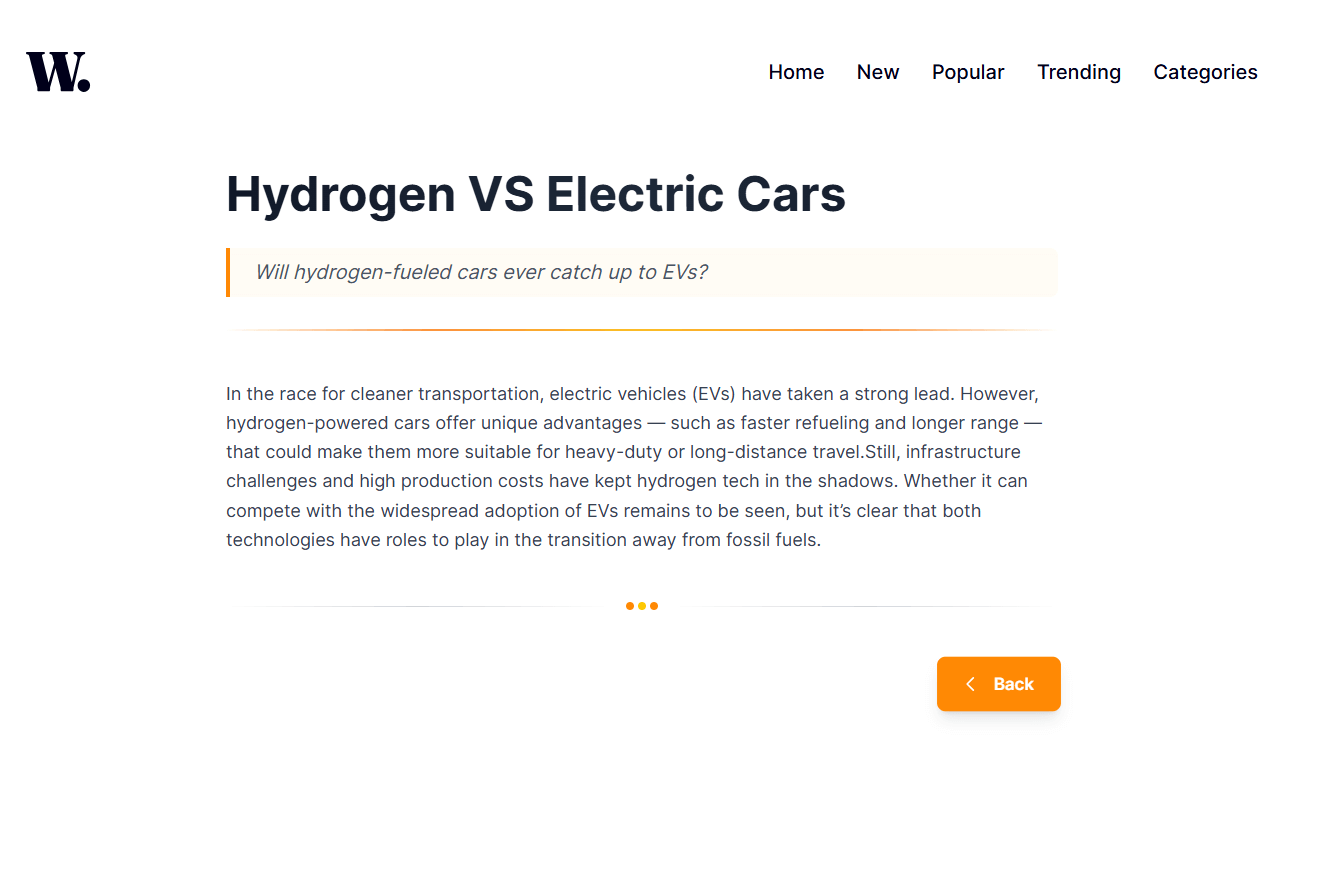 W.
Home New Popular Trending Categories
Hydrogen VS Electric Cars
Will hydrogen-fueled cars ever catch up to EVs?
In the race for cleaner transportation, electric vehicles (EVs) have taken a strong lead. However,
hydrogen-powered cars offer unique advantages — such as faster refueling and longer range —
that could make them more suitable for heavy-duty or long-distance travel.Still, infrastructure
challenges and high production costs have kept hydrogen tech in the shadows. Whether it can
compete with the widespread adoption of EVs remains to be seen, but it’s clear that both
technologies have roles to play in the transition away from fossil fuels.
Back